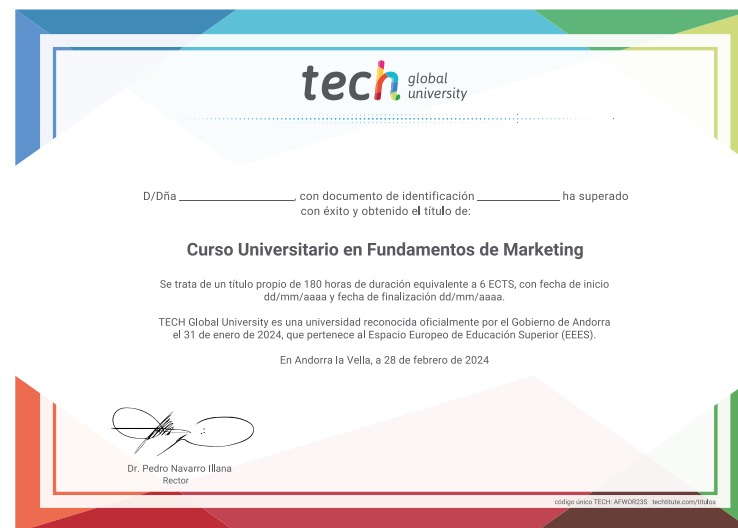 tech global university
D/Dña ____________________, con documento de identificación ______________ ha superado
con éxito y obtenido el título de:
Curso Universitario en Fundamentos de Marketing
Se trata de un título propio de 180 horas de duración equivalente a 6 ECTS, con fecha de inicio
dd/mm/aaaa y fecha de finalización dd/mm/aaaa.
TECH Global University es una universidad reconocida oficialmente por el Gobierno de Andorra
el 31 de enero de 2024, que pertenece al Espacio Europeo de Educación Superior (EEES).
En Andorra la Vella, a 28 de febrero de 2024
Dr. Pedro Navarro Illana
Rector
código único TECH: AFWOR23S techtitute.com/titulos